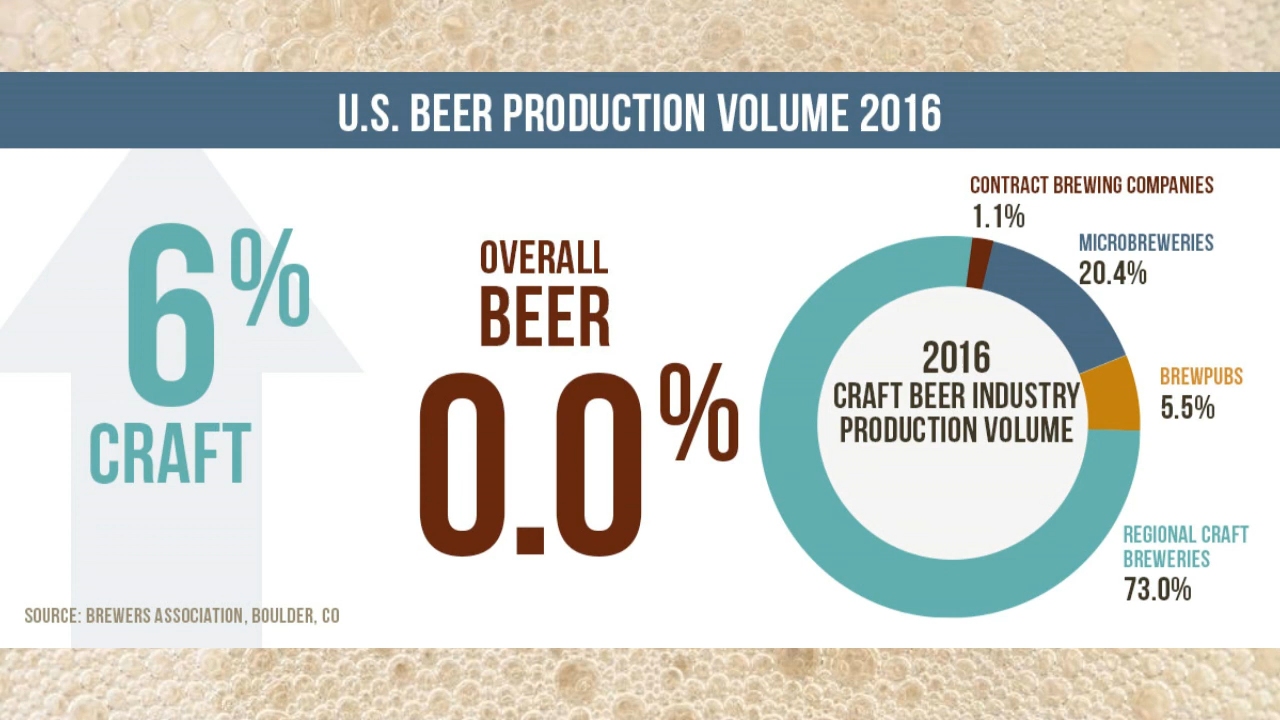 U.S. BEER PRODUCTION VOLUME 2016
6%
CRAFT
OVERALL
BEER
0.0%
CONTRACT BREWING COMPANIES
1.1%
MICROBREWERIES
20.4%
2016
CRAFT BEER INDUSTRY
PRODUCTION VOLUME
BREWPUBS
5.5%
REGIONAL CRAFT
BREWERIES
73.0%
SOURCE: BREWERS ASSOCIATION, BOULDER, CO